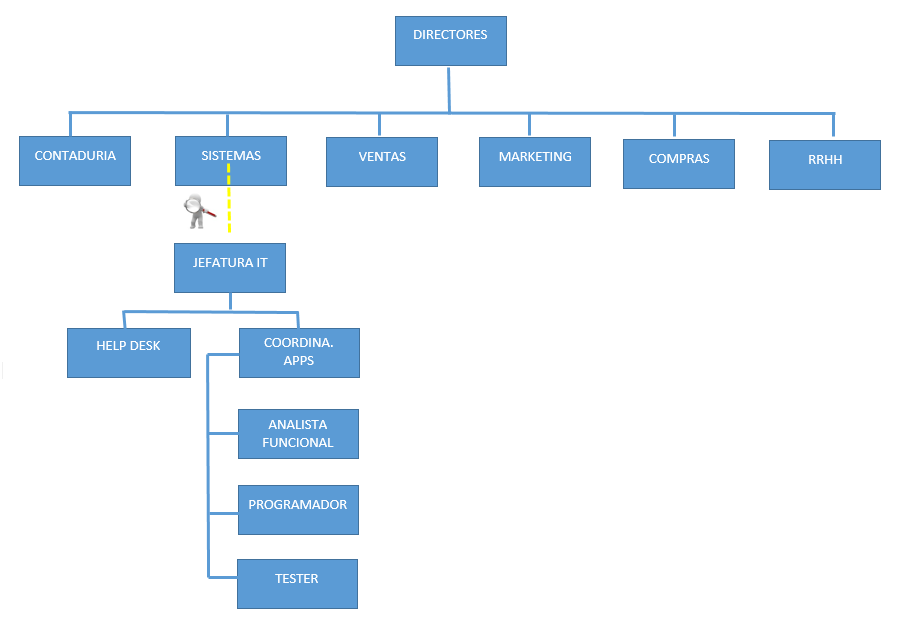 DIRECTORES
CONTADURIA
SISTEMAS
VENTAS
MARKETING
COMPRAS
RRHH
JEFATURA IT
HELP DESK
COORDINA.
APPS
ANALISTA
FUNCIONAL
PROGRAMADOR
TESTER